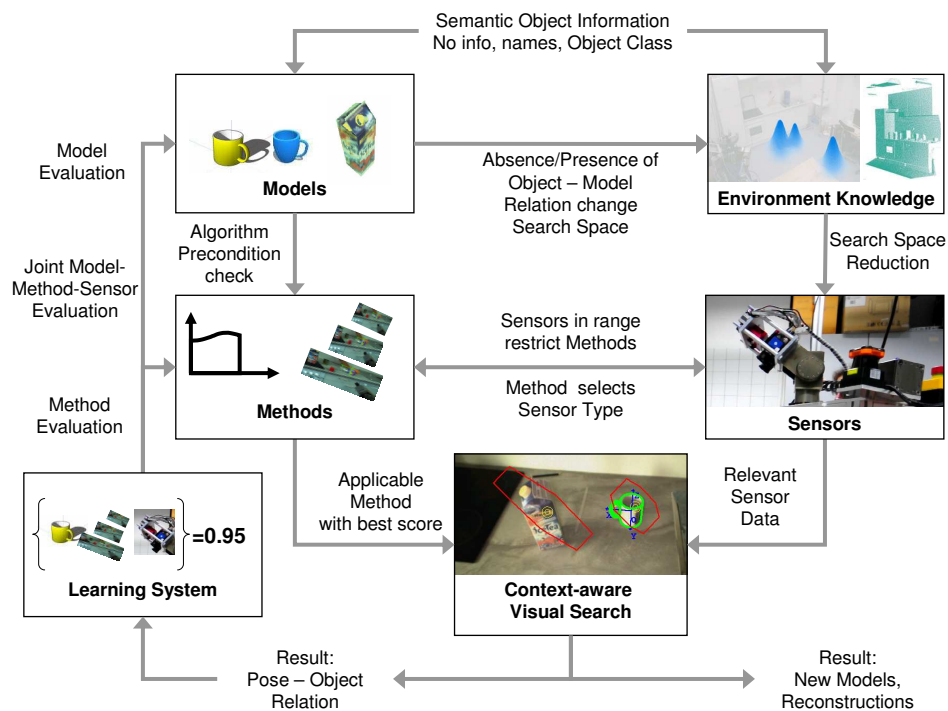 Semantic Object Information
No info, names, Object Class
Model
Evaluation
Models
Absence/Presence of
Object – Model
Relation change
Search Space
Environment Knowledge
Algorithm
Precondition
check
Search Space
Reduction
Joint Model-
Method-Sensor
Evaluation
Methods
Sensors in range
restrict Methods
Method selects
Sensor Type
Sensors
Method
Evaluation
Applicable
Method
with best score
Relevant
Sensor
Data
=0.95
Learning System
Context-aware
Visual Search
Result:
Pose – Object
Relation
Result:
New Models,
Reconstructions